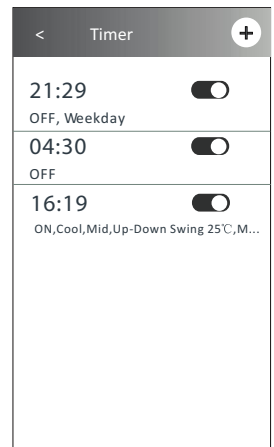 < Timer +
21:29
OFF, Weekday
04:30
OFF
16:19
ON,Cool,Mid,Up-Down Swing 25℃,M...